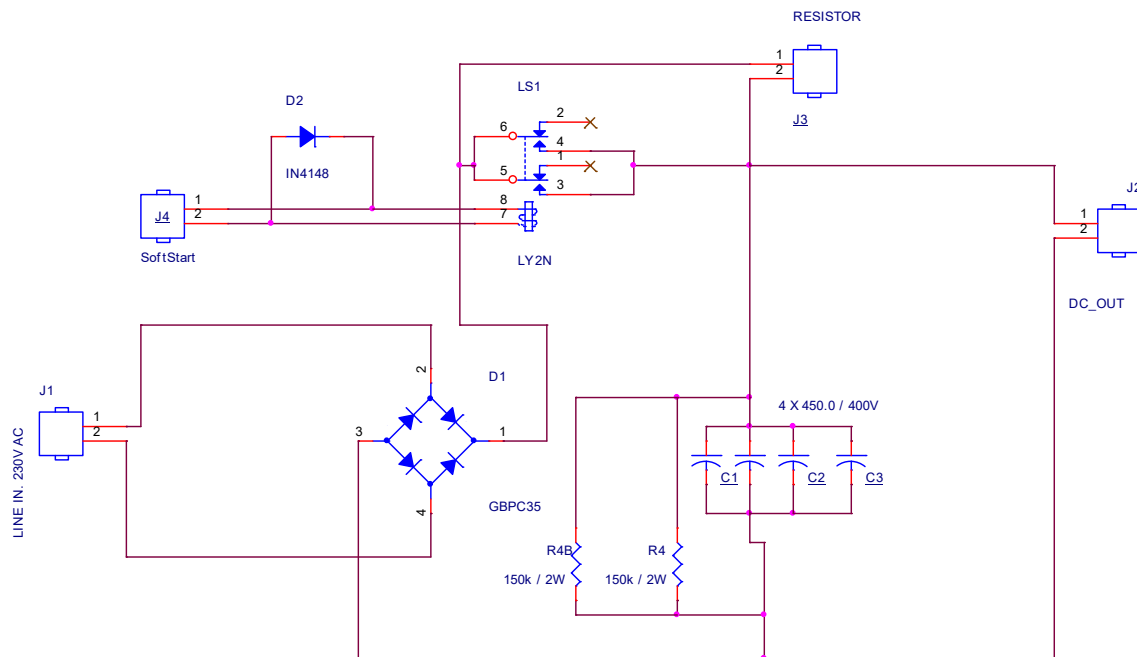 RESISTOR
1
2
J3
LS1
2
6
4
1
5
3
D2
IN4148
J4
1
2
SoftStart
8
7
LY2N
J2
1
2
DC_OUT
J1
1
2
LINE IN. 230V AC
2
D1
3
1
4
GBPC35
4 X 450.0 / 400V
C1
C2
C3
R4B
150k / 2W
R4
150k / 2W